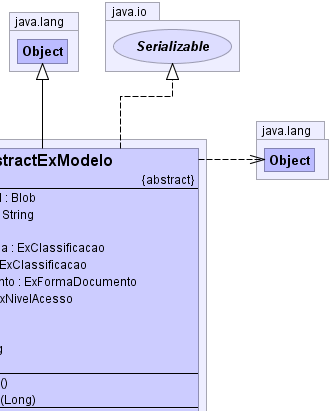 java.lang
Object
java.io
Serializable
java.lang
Object
stractExModelo
{abstract}
l : Blob
: String
a : ExClassificacao
ExClassificacao
nto : ExFormaDocumento
xNivelAcesso
g
()
(Long)